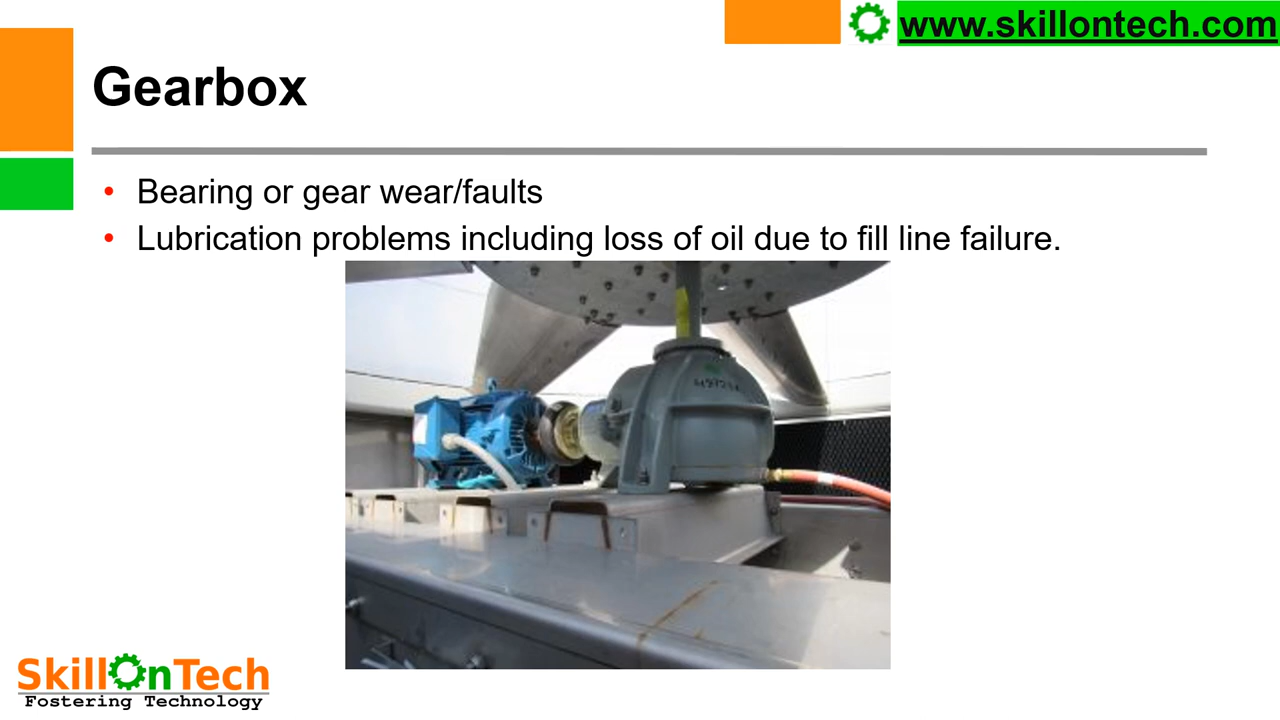 www.skillontech.com
Gearbox
• Bearing or gear wear/faults
• Lubrication problems including loss of oil due to fill line failure.
SkillOnTech
Fostering Technology